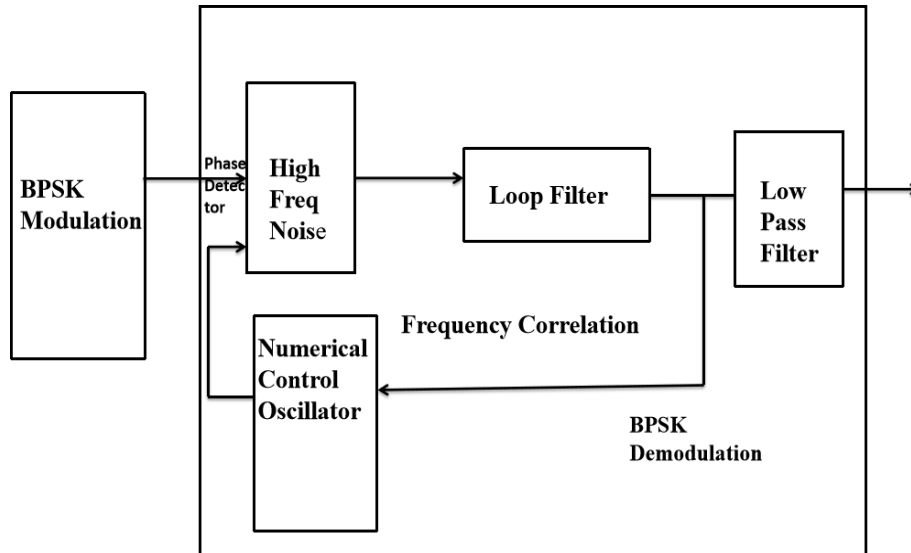 BPSK
Modulation
Phase
Detec
tor
High
Freq
Noise
Loop Filter
Low
Pass
Filter
Frequency Correlation
Numerical
Control
Oscillator
BPSK
Demodulation